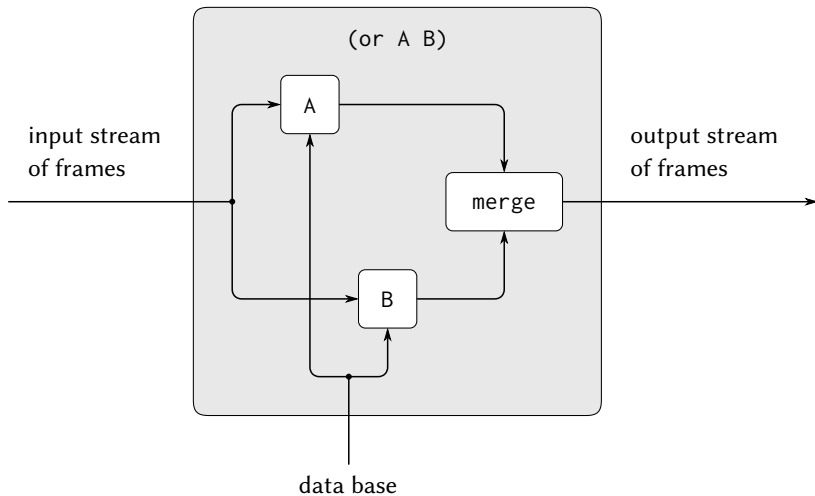 (or A B)
A
input stream
of frames
output stream
of frames
merge
B
data base